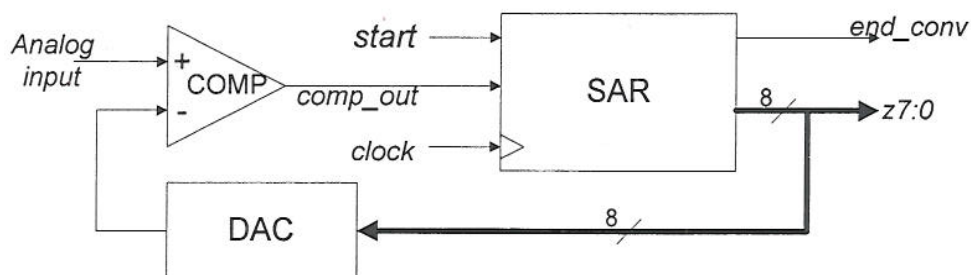 Analog
input
+
COMP
-
comp_out
start
clock
SAR
end_conv
8
z7:0
8
DAC